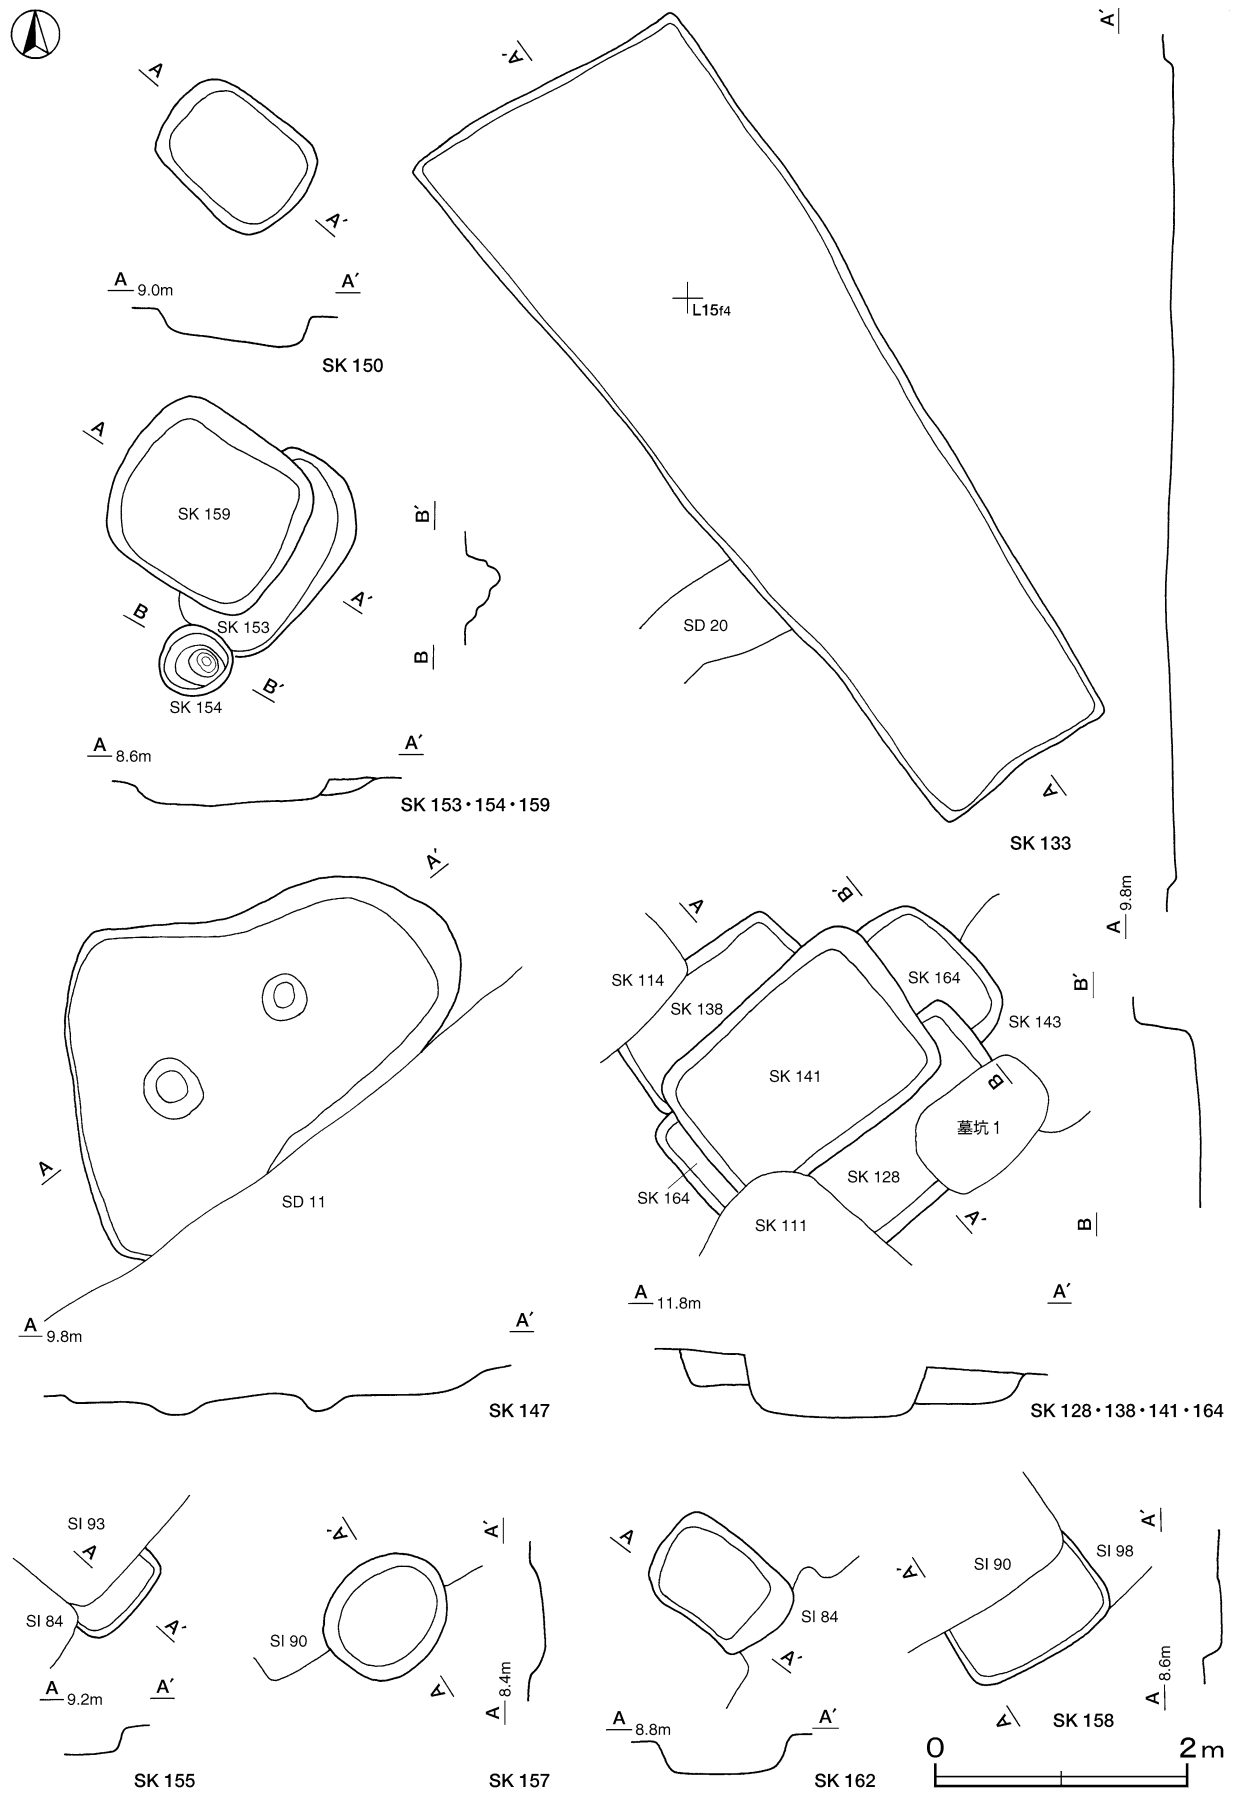 A
A′
A 9.0m A′
SK 150
A′
L15f4
SD 20
A
SK 133
A′
A 9.8m
A
SK 159
A′
B
SK 153
B′
SK 154
B′
B
A 8.6m A′
SK 153・154・159
A′
A
SD 11
A 9.8m A′
SK 147
A
B′
SK 114
SK 138
SK 164
SK 143
SK 141
B
墓坑 1
SK 128
SK 164
SK 111
A′
B′
B
A 11.8m A′
SK 128・138・141・164
SI 93
A
SI 84
A′
A 9.2m A′
SK 155
A′
SI 90
A
A′
A 8.4m
SK 157
A
SI 84
A′
A 8.8m A′
SK 162
A′
SI 90
SI 98
A
A′
A 8.6m
SK 158
0 2 m